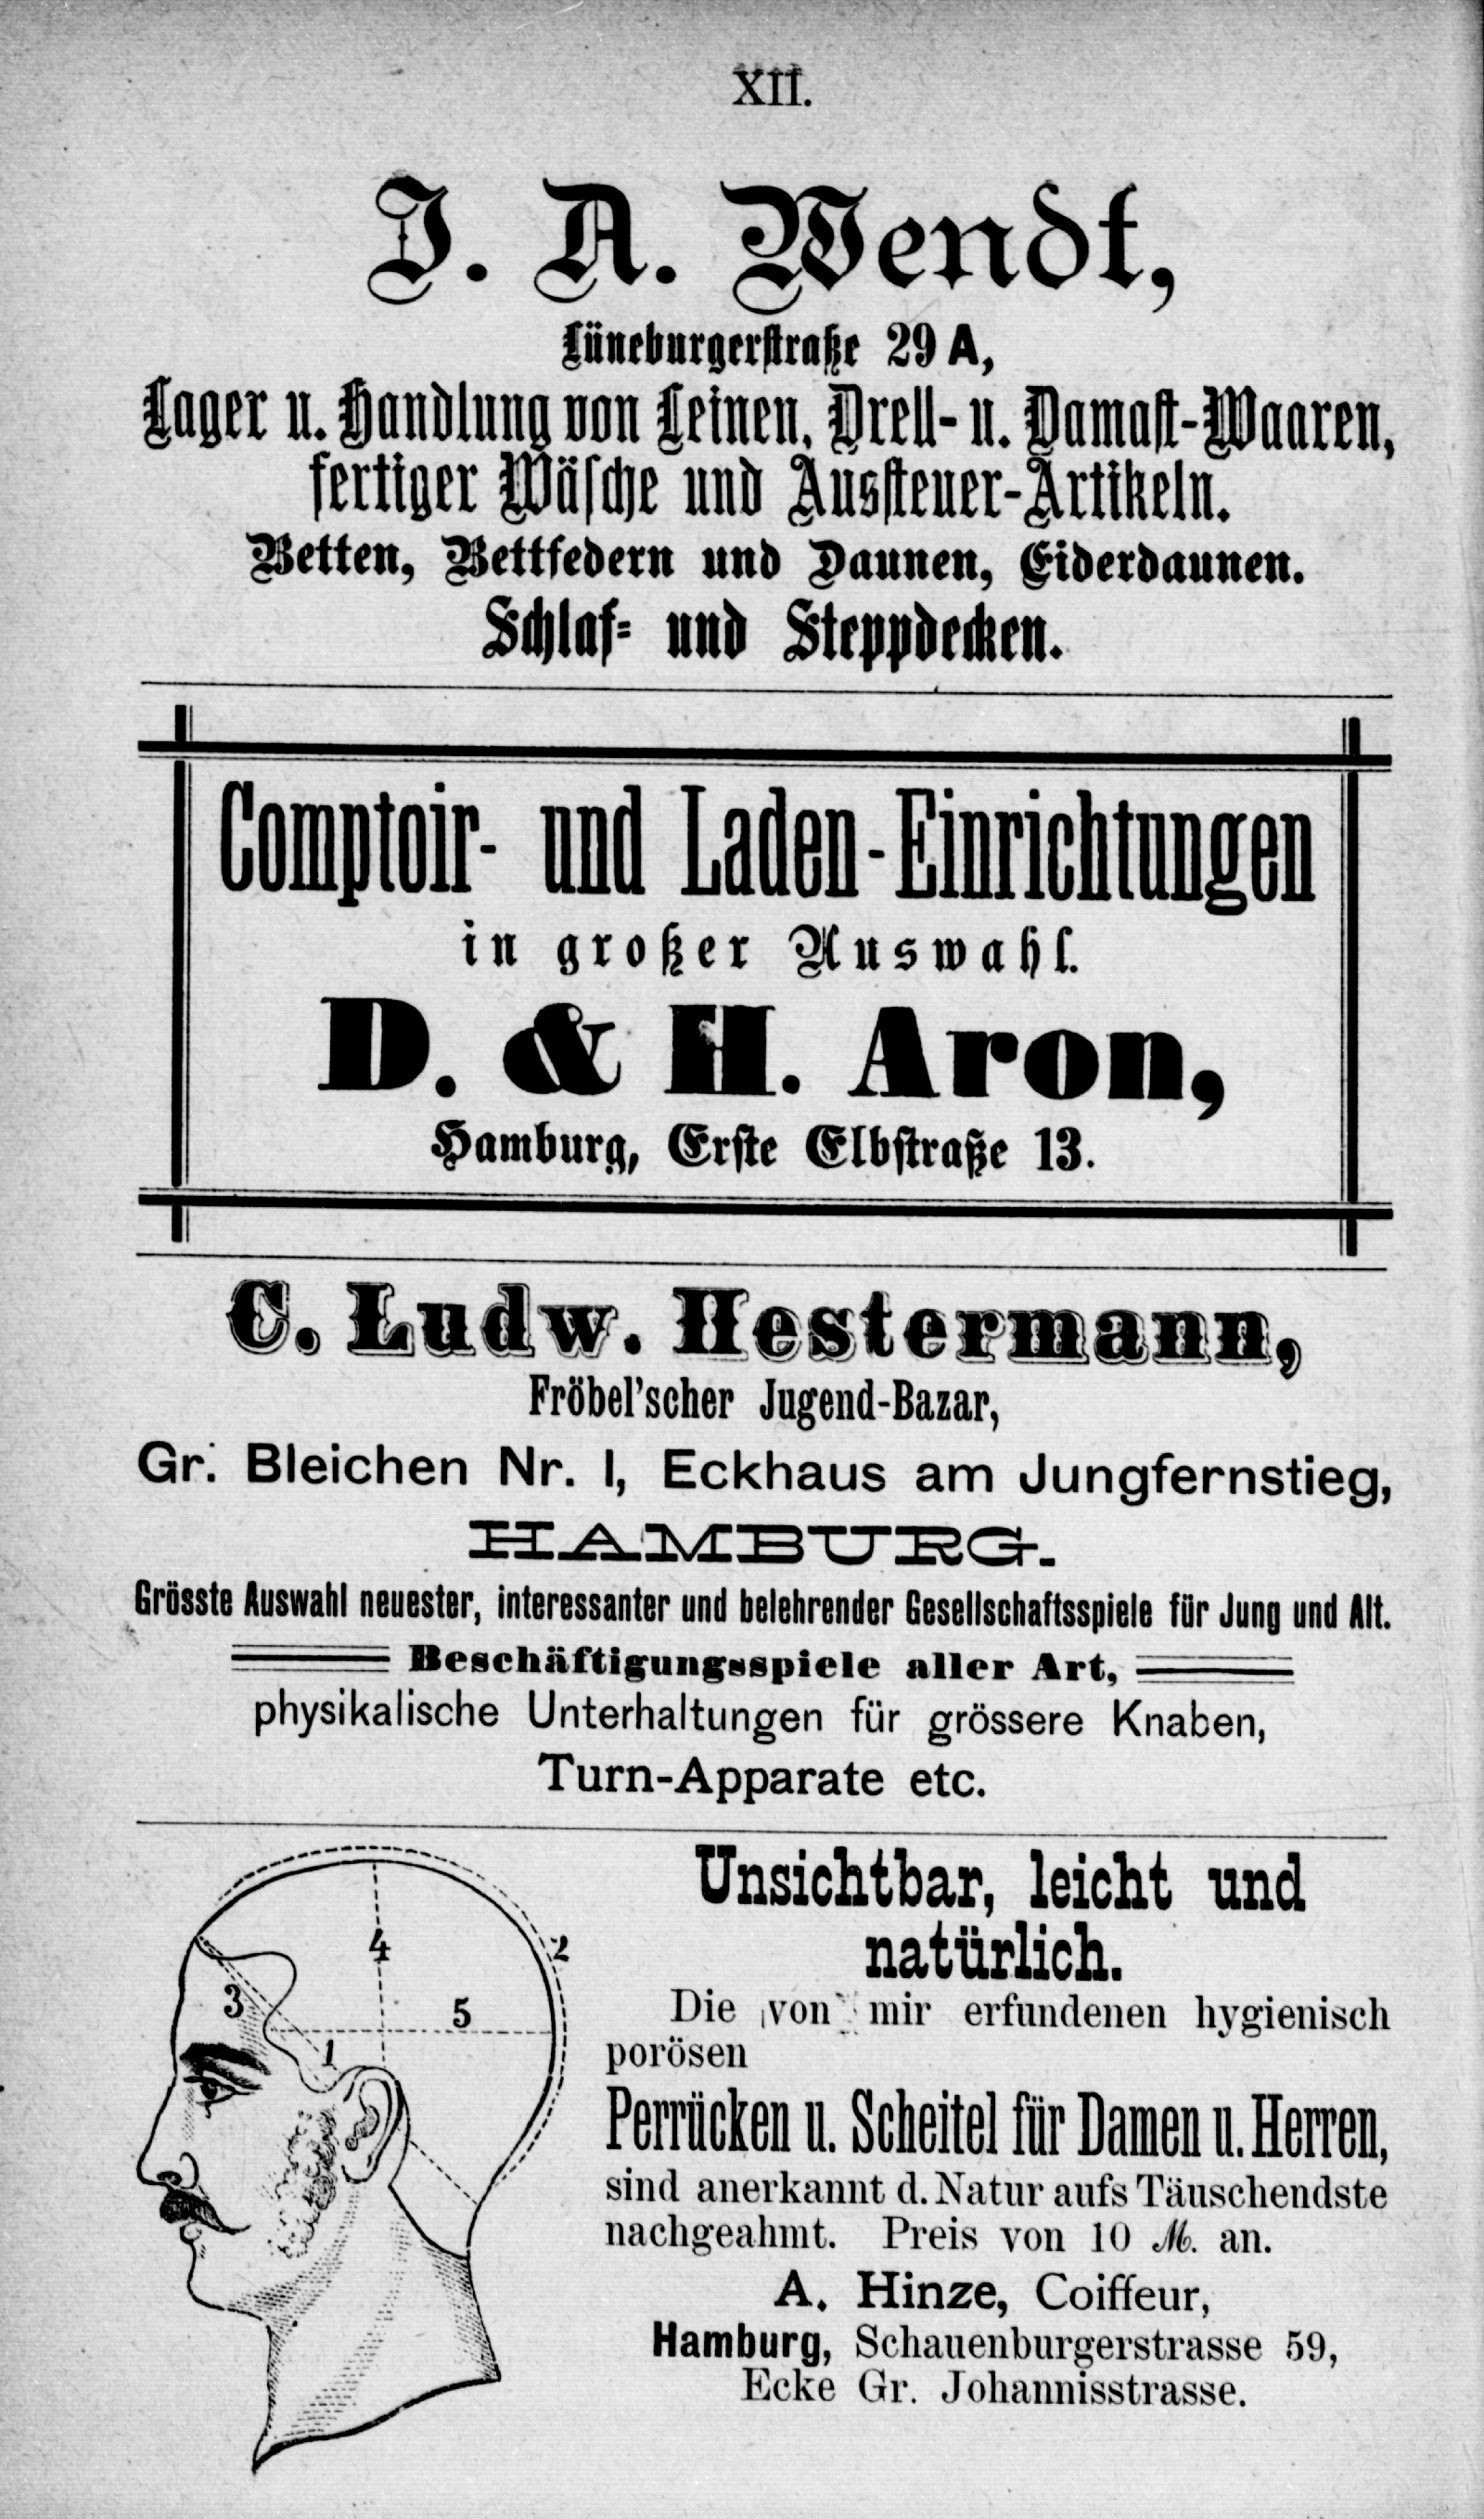 XII.
J. A. Wendt,
Lüneburgerstraße 29 A,
Lager u. Handlung von Leinen, Drell- u. Damast-Waaren,
fertiger Wäsche und Aussteuer-Artikeln.
Betten, Bettfedern und Daunen, Eiderdaunen.
Schlaf- und Steppdecken.
Comptoir- und Laden-Einrichtungen
in großer Auswahl.
D. & H. Aron,
Hamburg, Erste Elbstraße 13.
C. Ludw. Hestermann,
Fröbel'scher Jugend-Bazar,
Gr. Bleichen Nr. 1, Eckhaus am Jungfernstieg,
HAMBURG.
Grösste Auswahl neuester, interessanter und belehrender Gesellschaftsspiele für Jung und Alt.
Beschäftigungsspiele aller Art,
physikalische Unterhaltungen für grössere Knaben,
Turn-Apparate etc.
4
2
3
5
1
Unsichtbar, leicht und
natürlich.
Die von mir erfundenen hygienisch
porösen
Perrücken u. Scheitel für Damen u. Herren,
sind anerkannt d. Natur aufs Täuschendste
nachgeahmt. Preis von 10 M. an.
A. Hinze, Coiffeur,
Hamburg, Schauenburgerstrasse 59,
Ecke Gr. Johannisstrasse.